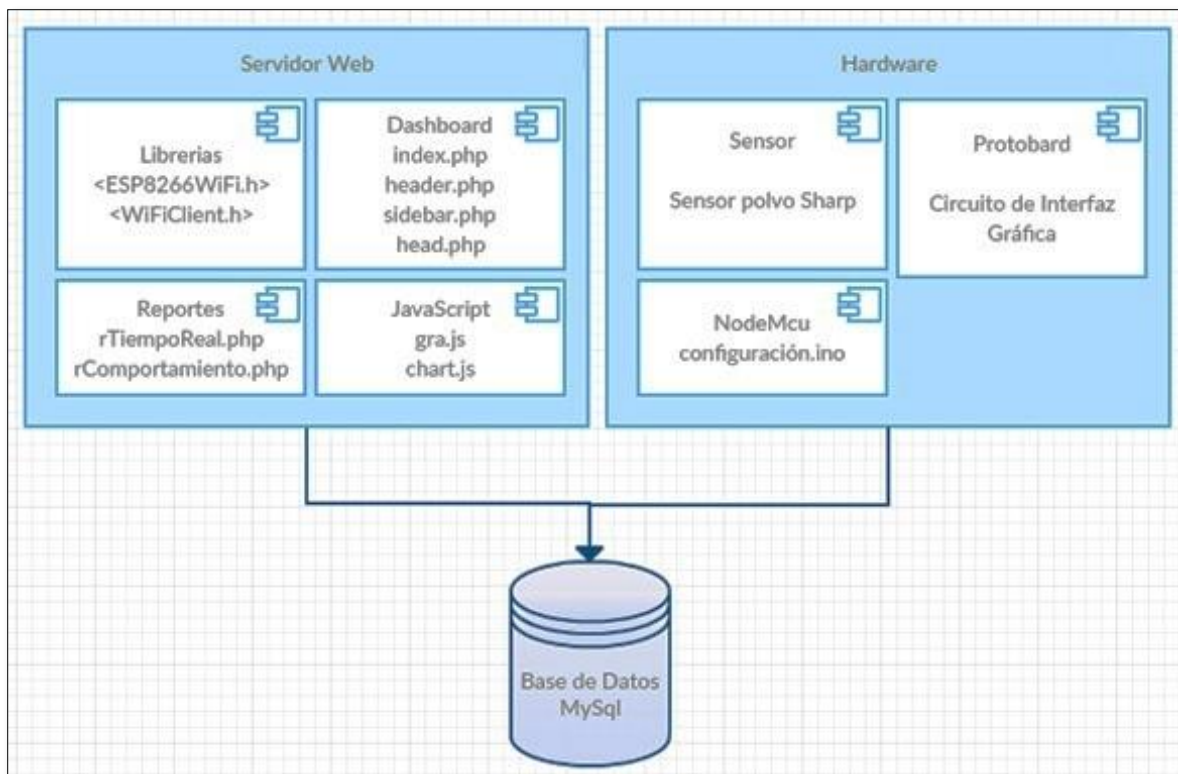 Servidor Web
Librerias
<ESP8266WiFi.h>
<WiFiClient.h>
Dashboard
index.php
header.php
sidebar.php
head.php
Reportes
rTiempoReal.php
rComportamiento.php
JavaScript
gra.js
chart.js
Hardware
Sensor
Sensor polvo Sharp
Protobard
Circuito de Interfaz
Gráfica
NodeMcu
configuración.ino
Base de Datos
MySql